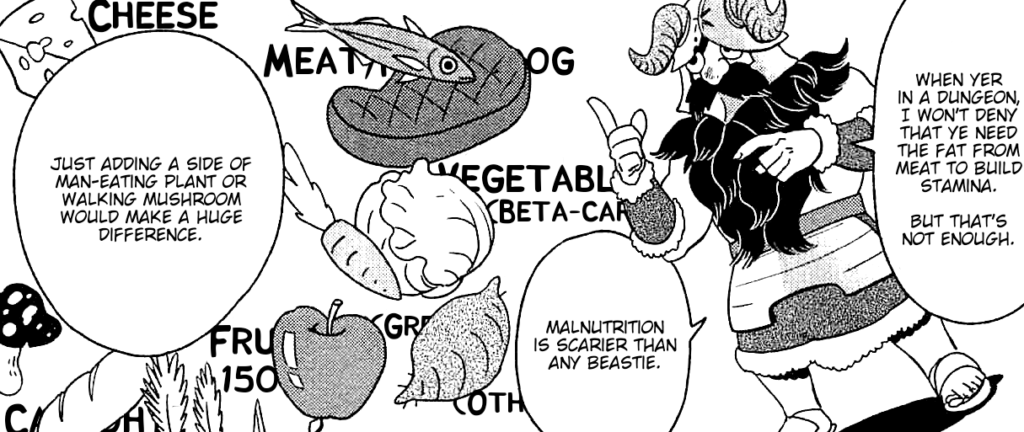 WHEN YER
IN A DUNGEON,
I WON'T DENY
THAT YE NEED
THE FAT FROM
MEAT TO BUILD
STAMINA.
BUT THAT'S
NOT ENOUGH.
MALNUTRITION
IS SCARIER THAN
ANY BEASTIE.
CHEESE
MEAT
OG
VEGETABL
(BETA-CAR
(GRE
FRU
150
(OTH
JUST ADDING A SIDE OF
MAN-EATING PLANT OR
WALKING MUSHROOM
WOULD MAKE A HUGE
DIFFERENCE.